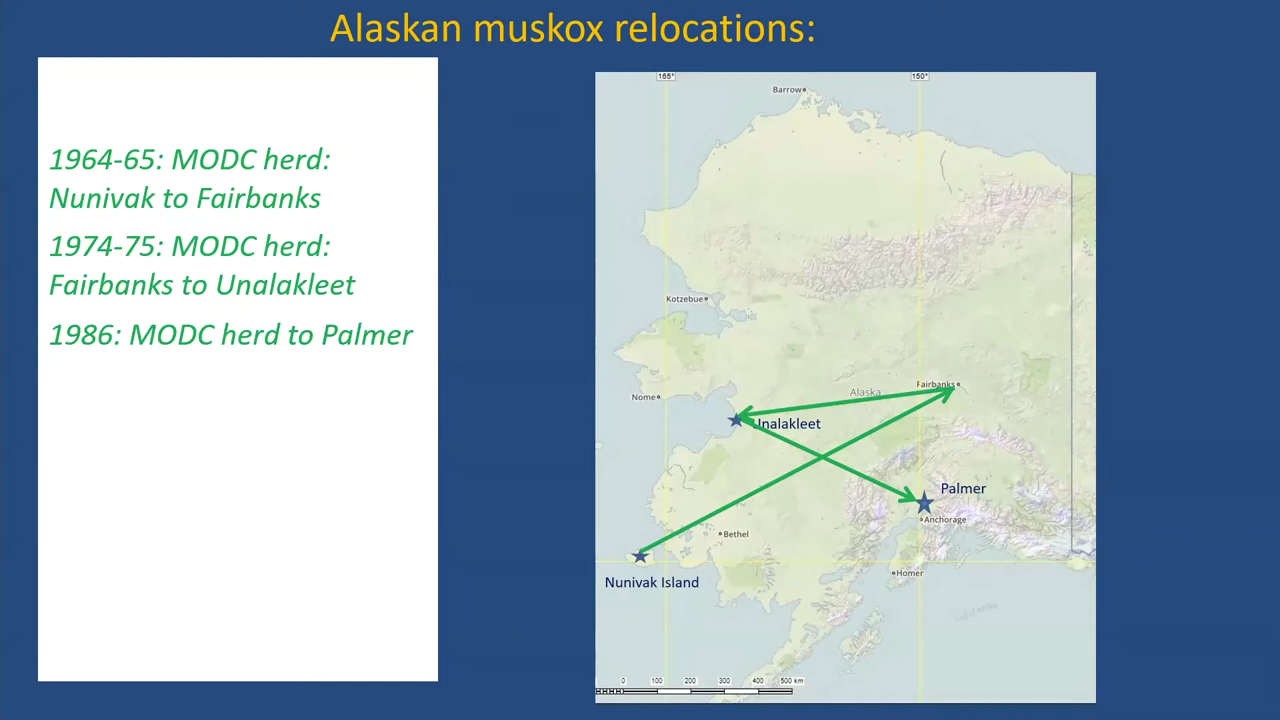 Alaskan muskox relocations:
1964-65: MODC herd:
Nunivak to Fairbanks
1974-75: MODC herd:
Fairbanks to Unalakleet
1986: MODC herd to Palmer
165°
150°
Barrow
Kotzebue
Nome
Alaska
Fairbanks
Unalakleet
Palmer
Anchorage
Bethel
Nunivak Island
Homer
0 100 200 300 400 500 km